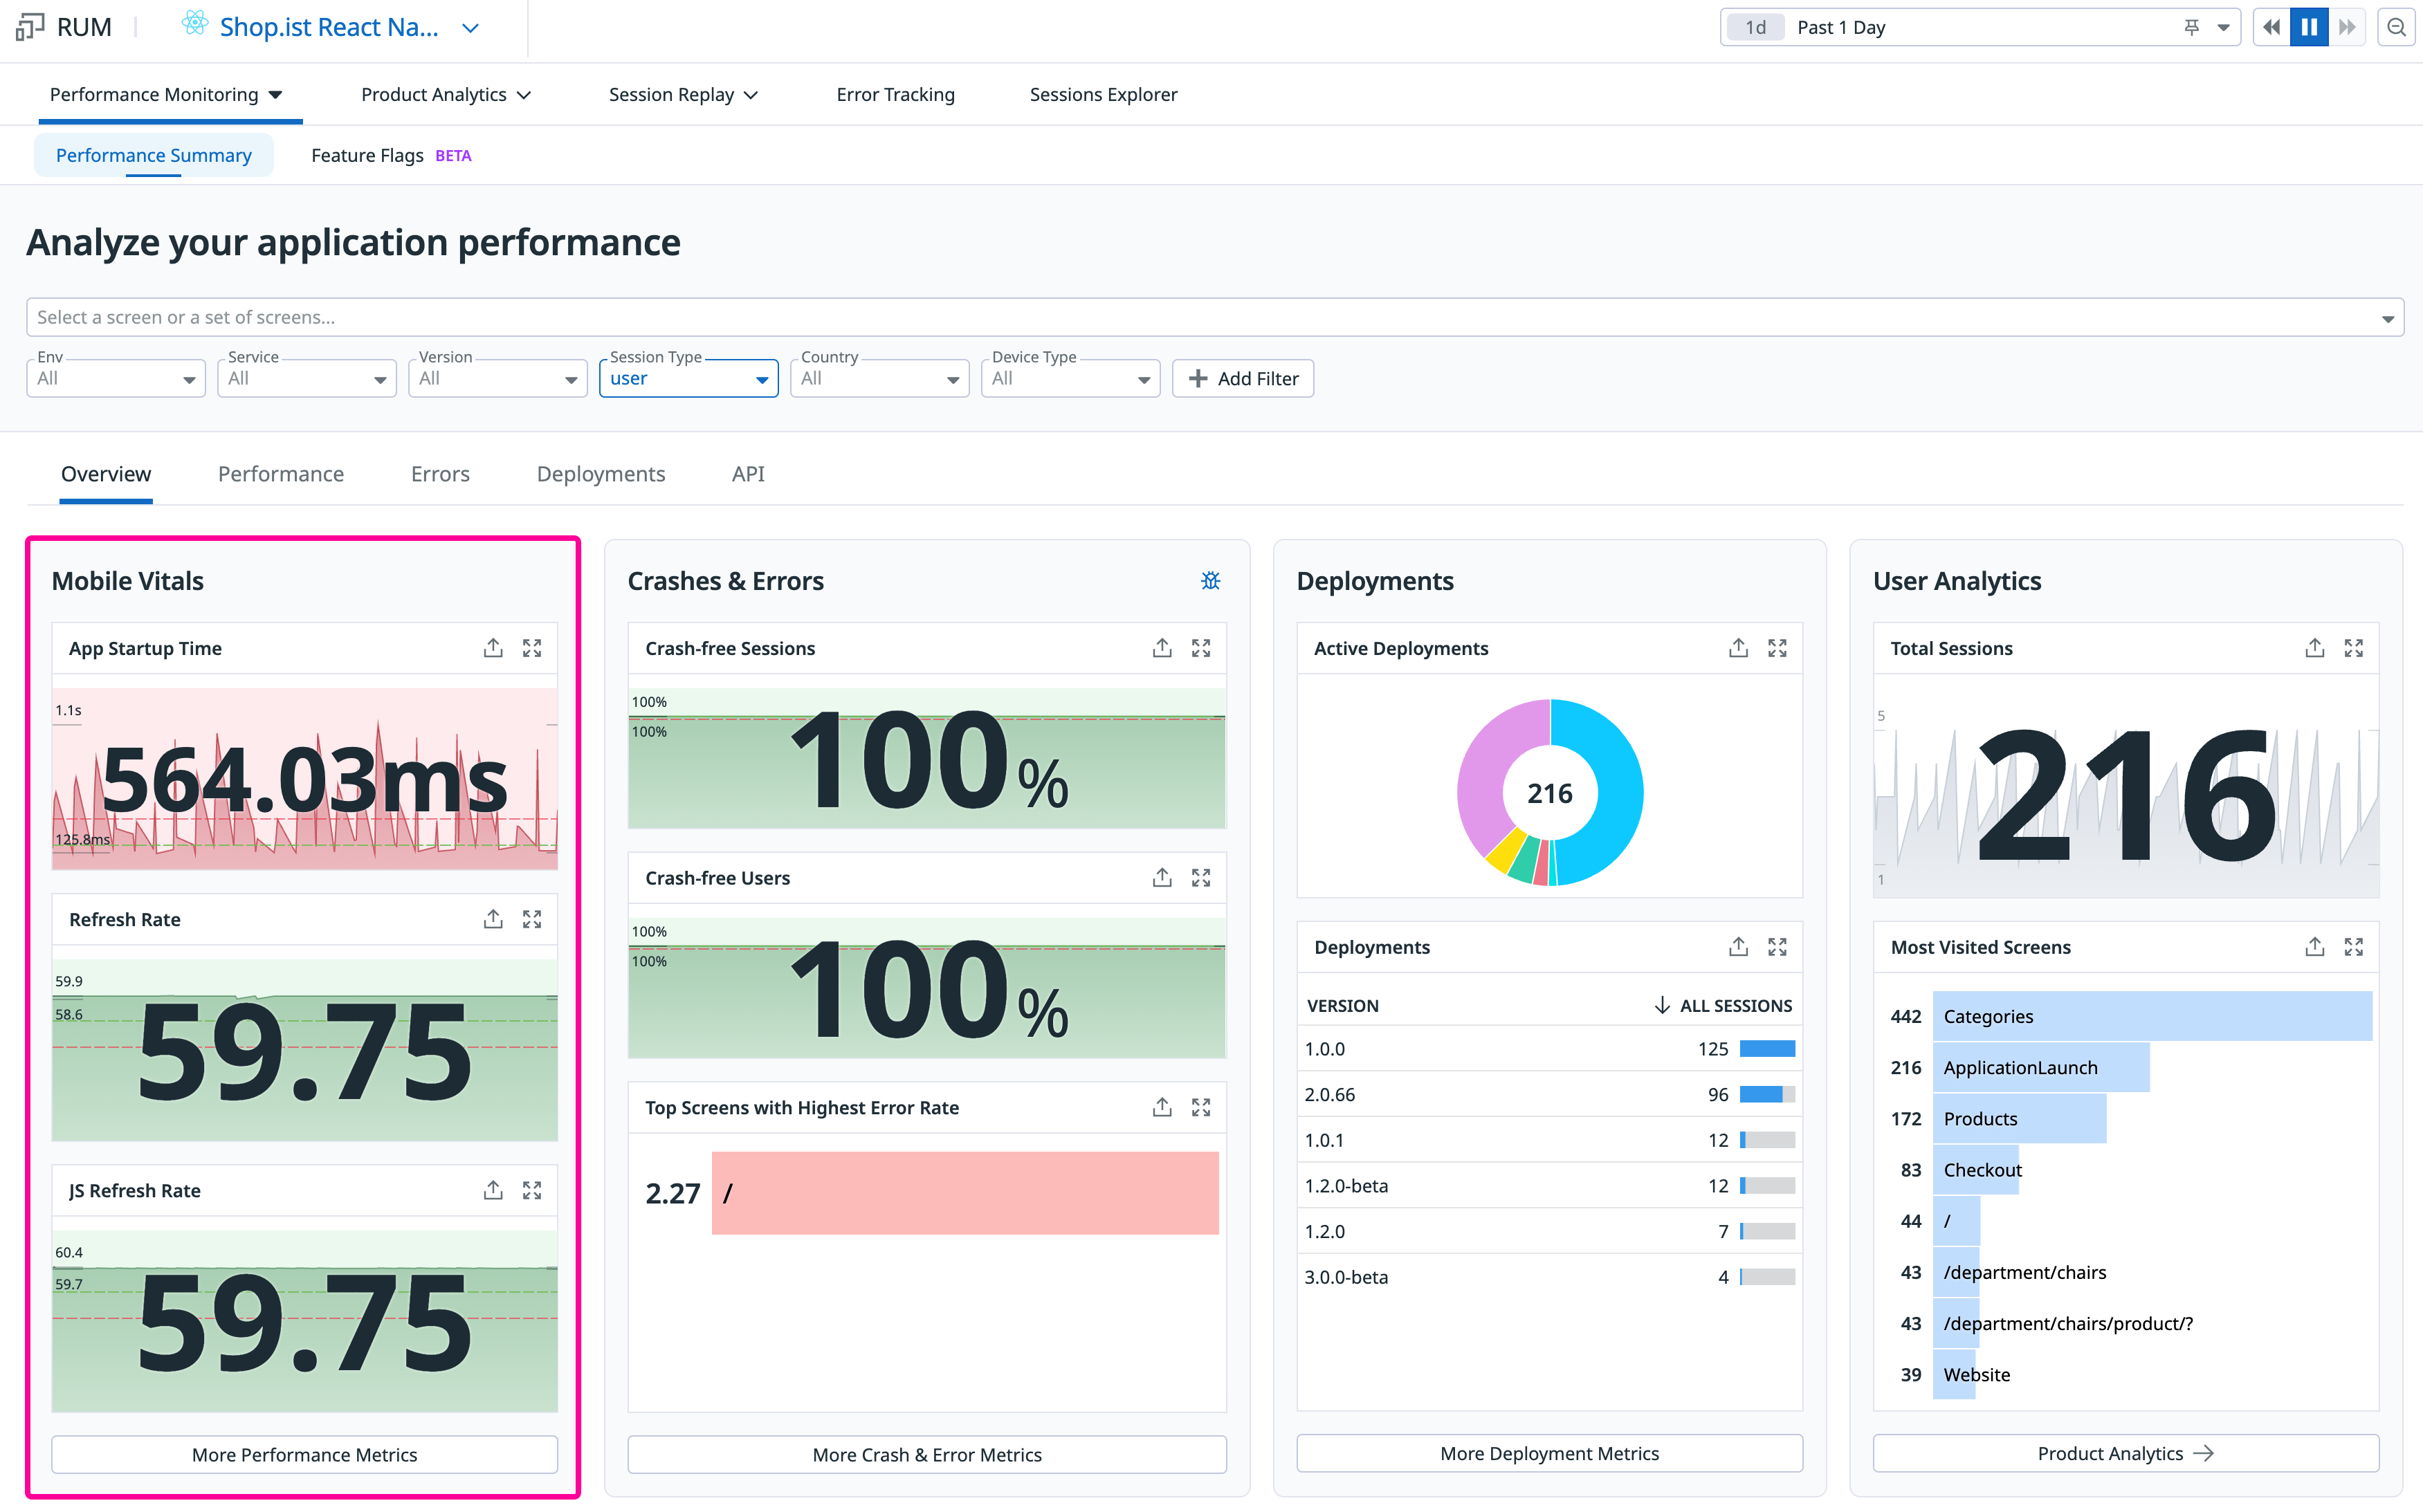 RUM
Shop.ist React Na...
1d Past 1 Day
Performance Monitoring
Product Analytics
Session Replay
Error Tracking
Sessions Explorer
Performance Summary
Feature Flags BETA
Analyze your application performance
Select a screen or a set of screens...
Env
All
Service
All
Version
All
Session Type
user
Country
All
Device Type
All
Add Filter
Overview
Performance
Errors
Deployments
API
Mobile Vitals
App Startup Time
1.1s
564.03ms
125.8ms
Refresh Rate
59.9
58.6
59.75
JS Refresh Rate
60.4
59.7
59.75
More Performance Metrics
Crashes & Errors
Crash-free Sessions
100%
100%
100%
Crash-free Users
100%
100%
100%
Top Screens with Highest Error Rate
2.27 /
More Crash & Error Metrics
Deployments
Active Deployments
216
Deployments
VERSION ALL SESSIONS
1.0.0 125
2.0.66 96
1.0.1 12
1.2.0-beta 12
1.2.0 7
3.0.0-beta 4
More Deployment Metrics
User Analytics
Total Sessions
5
216
1
Most Visited Screens
442 Categories
216 ApplicationLaunch
172 Products
83 Checkout
44 /
43 /department/chairs
43 /department/chairs/product/?
39 Website
Product Analytics